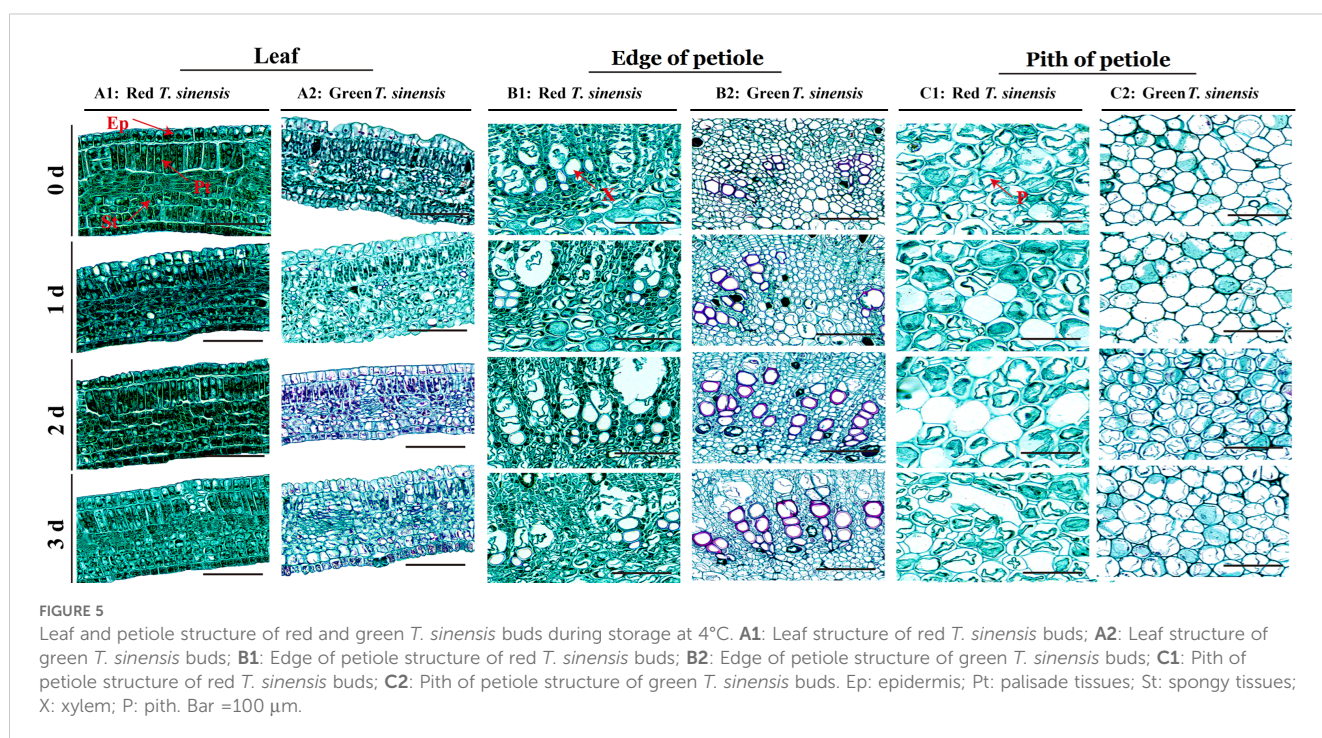 Leaf Edge of petiole Pith of petiole
A1: Red T. sinensis A2: Green T. sinensis B1: Red T. sinensis B2: Green T. sinensis C1: Red T. sinensis C2: Green T. sinensis
Ep
Pt
St
X
P
0 d
1 d
2 d
3 d
FIGURE 5
Leaf and petiole structure of red and green T. sinensis buds during storage at 4°C. A1: Leaf structure of red T. sinensis buds; A2: Leaf structure of
green T. sinensis buds; B1: Edge of petiole structure of red T. sinensis buds; B2: Edge of petiole structure of green T. sinensis buds; C1: Pith of
petiole structure of red T. sinensis buds; C2: Pith of petiole structure of green T. sinensis buds. Ep: epidermis; Pt: palisade tissues; St: spongy tissues;
X: xylem; P: pith. Bar =100 μm.